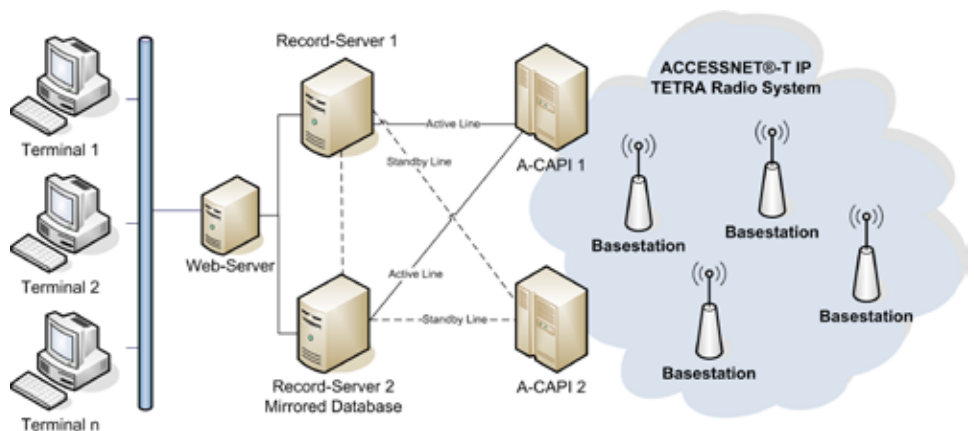 Terminal 1
Terminal 2
Terminal n
Web-Server
Record-Server 1
Record-Server 2
Mirrored Database
Active Line
Standby Line
Active Line
Standby Line
A-CAPI 1
A-CAPI 2
ACCESSNET®-T IP
TETRA Radio System
Basestation
Basestation
Basestation
Basestation